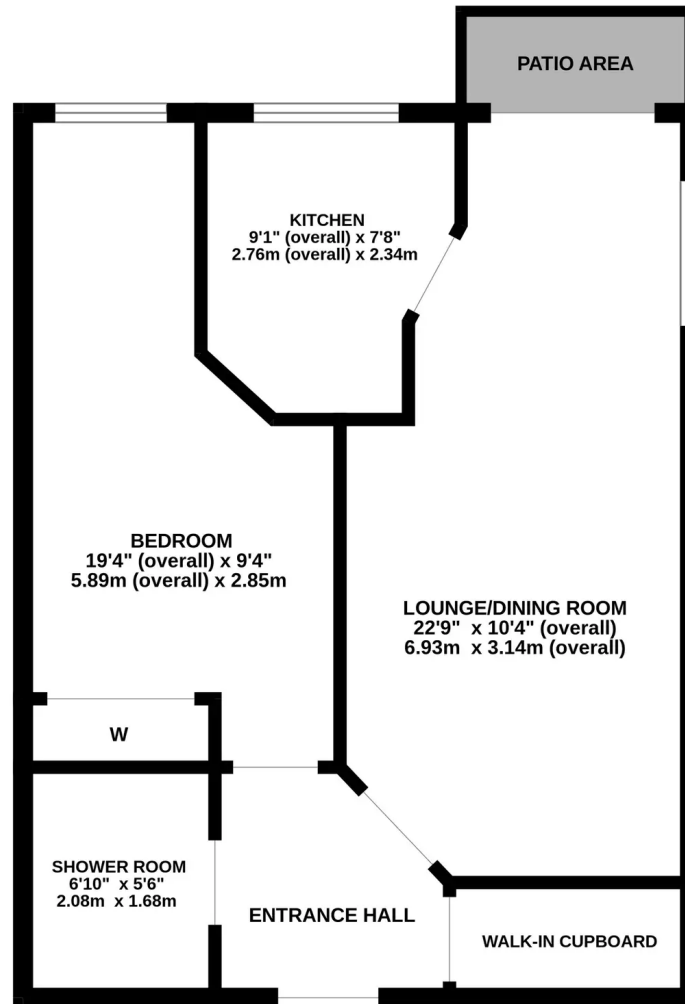 PATIO AREA
KITCHEN
9'1" (overall) x 7'8"
2.76m (overall) x 2.34m
BEDROOM
19'4" (overall) x 9'4"
5.89m (overall) x 2.85m
LOUNGE/DINING ROOM
22'9" x 10'4" (overall)
6.93m x 3.14m (overall)
W
SHOWER ROOM
6'10" x 5'6"
2.08m x 1.68m
ENTRANCE HALL
WALK-IN CUPBOARD